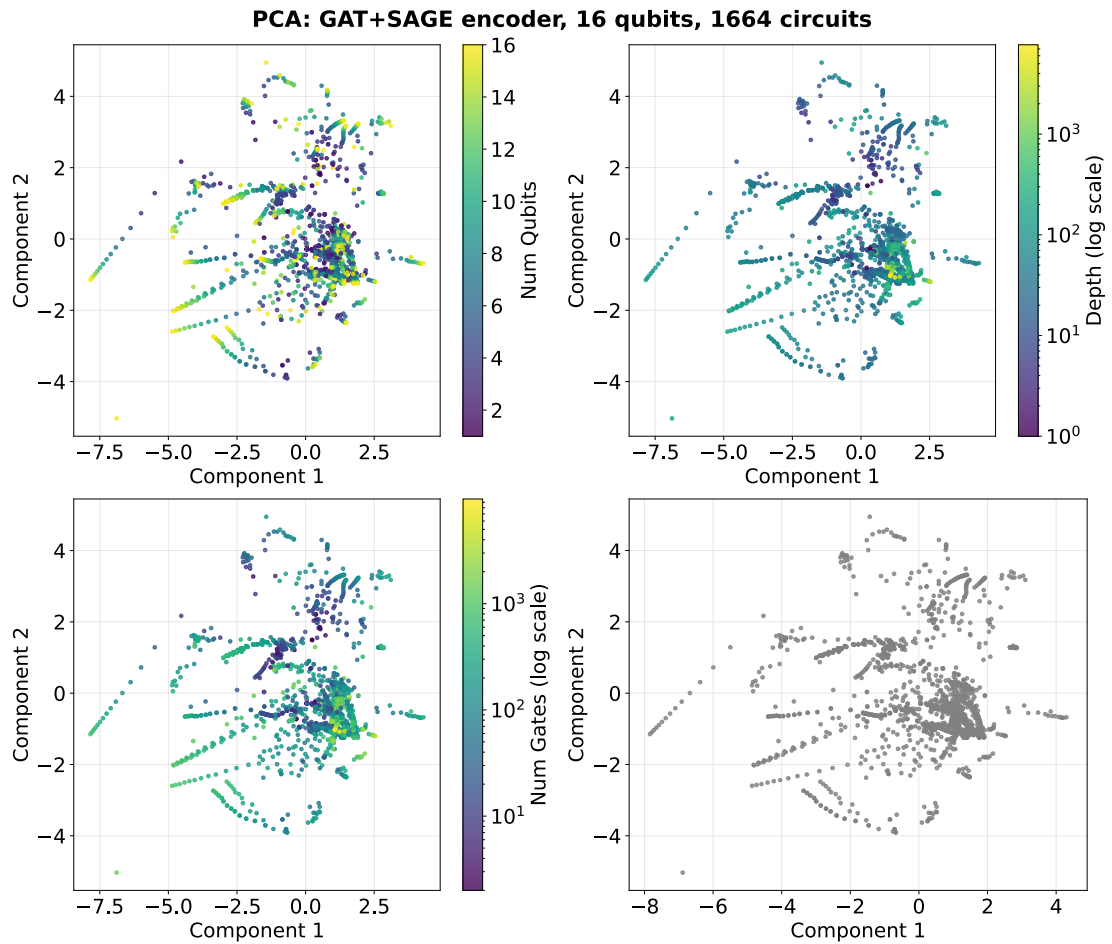 PCA: GAT+SAGE encoder, 16 qubits, 1664 circuits
4
2
0
−2
−4
Component 2
−7.5 −5.0 −2.5 0.0 2.5
Component 1
16
14
12
10
8
6
4
2
Num Qubits
4
2
0
−2
−4
Component 2
−7.5 −5.0 −2.5 0.0 2.5
Component 1
10³
10²
10¹
10⁰
Depth (log scale)
4
2
0
−2
−4
Component 2
−7.5 −5.0 −2.5 0.0 2.5
Component 1
10³
10²
10¹
Num Gates (log scale)
4
2
0
−2
−4
Component 2
−8 −6 −4 −2 0 2 4
Component 1